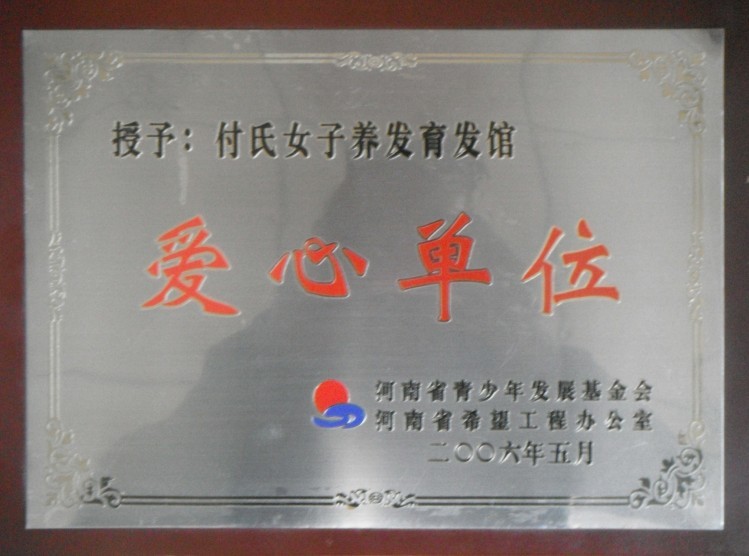 授予：付氏女子养发育发馆
爱心单位
河南省青少年发展基金会
河南省希望工程办公室
二〇〇六年五月